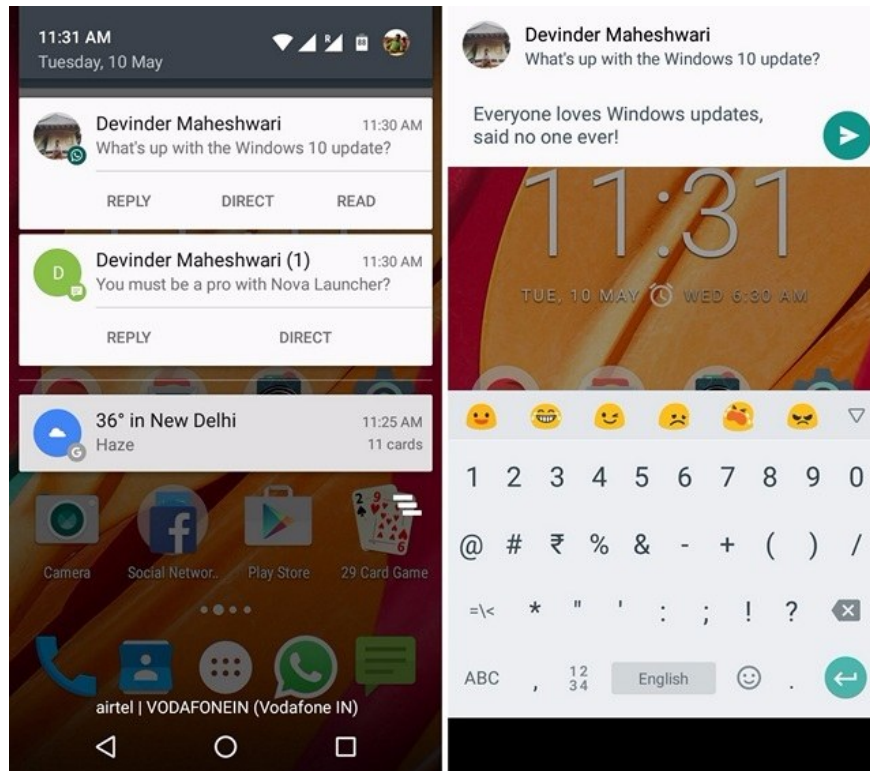 11:31 AM
Tuesday, 10 May
R
Devinder Maheshwari 11:30 AM
What's up with the Windows 10 update?
REPLY DIRECT READ
D
Devinder Maheshwari (1) 11:30 AM
You must be a pro with Nova Launcher?
REPLY DIRECT
36° in New Delhi 11:25 AM
Haze 11 cards
G
Camera Social Networ.. Play Store 29 Card Game
airtel | VODAFONEIN (Vodafone IN)
Devinder Maheshwari
What's up with the Windows 10 update?
Everyone loves Windows updates,
said no one ever!
11:31
TUE, 10 MAY WED 6:30 AM
1 2 3 4 5 6 7 8 9 0
@ # ₹ % & - + ( ) /
=\< * " ' : ; ! ?
ABC , 12 34 English .